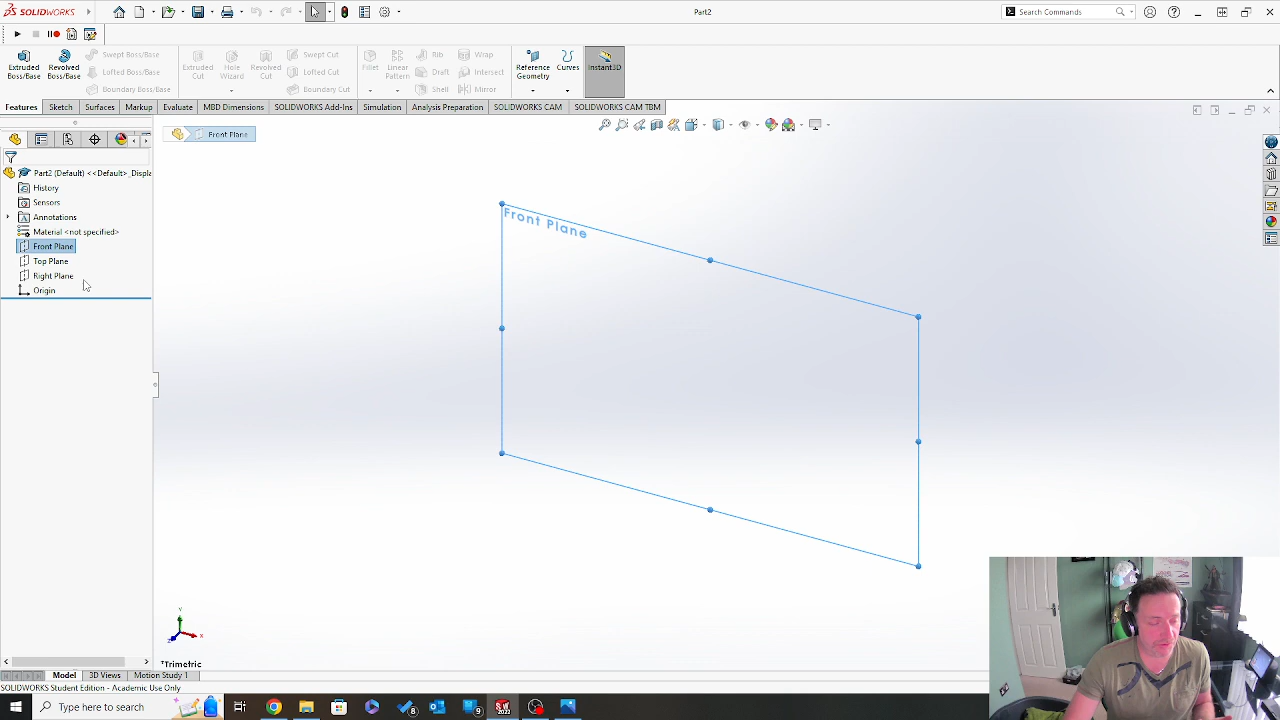 SOLIDWORKS
Part2
Search Commands
Extruded Boss/Base
Revolved Boss/Base
Swept Boss/Base
Lofted Boss/Base
Boundary Boss/Base
Extruded Cut
Hole Wizard
Revolved Cut
Swept Cut
Lofted Cut
Boundary Cut
Fillet
Linear Pattern
Rib
Draft
Shell
Wrap
Intersect
Mirror
Reference Geometry
Curves
Instant3D
Features Sketch Surfaces Markup Evaluate MBD Dimensions SOLIDWORKS Add-Ins Simulation Analysis Preparation SOLIDWORKS CAM SOLIDWORKS CAM TBM
Front Plane
Part2 (Default) <<Default>_Displa
History
Sensors
Annotations
Material <not specified>
Front Plane
Top Plane
Right Plane
Origin
Front Plane
Y
X
Z
*Trimetric
Model 3D Views Motion Study 1
SOLIDWORKS Student Edition - Academic Use Only
Type here to search